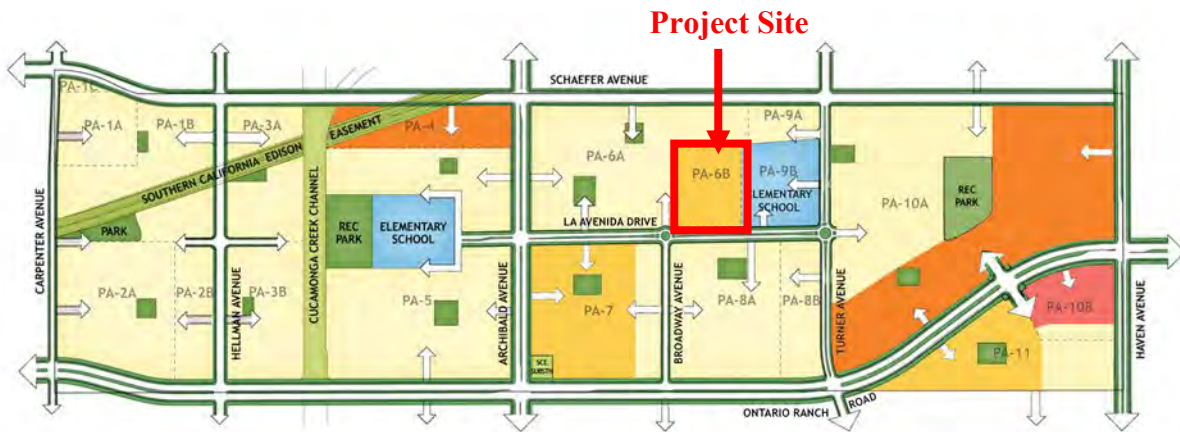 Project Site
SCHAEFER AVENUE
PA-1C
PA-1A
PA-1B
PA-3A
PA-4
PA-6A
PA-9A
SOUTHERN CALIFORNIA EDISON EASEMENT
PA-6B
PA-9B
ELEMENTARY
SCHOOL
PA-10A
REC
PARK
CARPENTER AVENUE
PARK
CUCAMONGA CREEK CHANNEL
REC
PARK
ELEMENTARY
SCHOOL
LA AVENIDA DRIVE
PA-2A
PA-2B
HELLMAN AVENUE
PA-3B
PA-5
ARCHIBALD AVENUE
PA-7
BROADWAY AVENUE
PA-8A
PA-8B
TURNER AVENUE
PA-10B
HAVEN AVENUE
PA-11
SCE
SUBSTN
ONTARIO RANCH ROAD